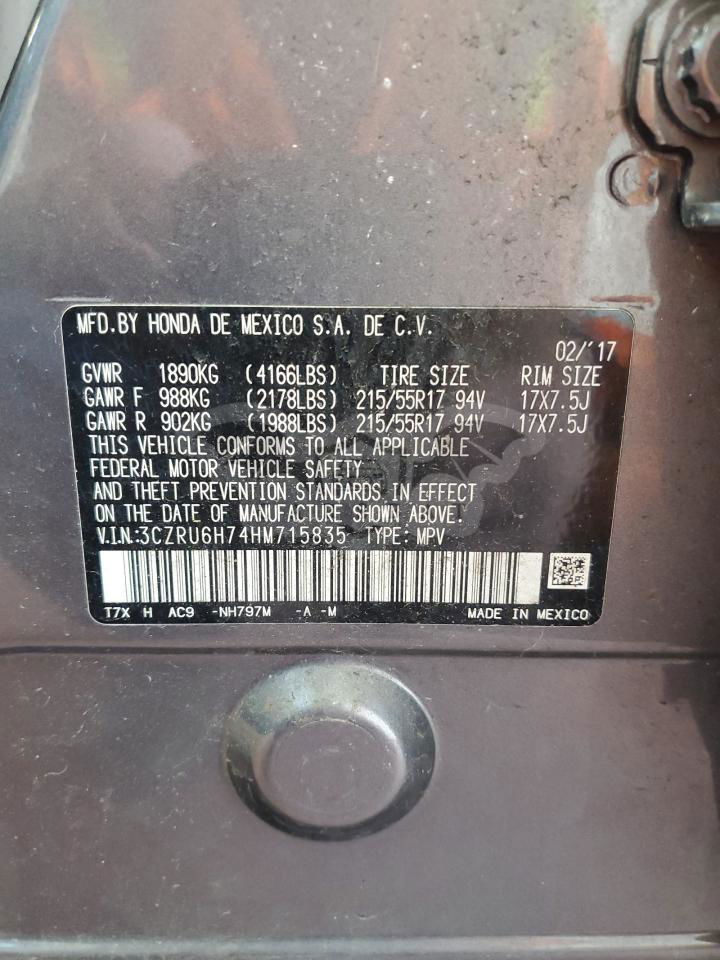 MFD.BY HONDA DE MEXICO S.A. DE C.V.
02/'17
GVWR 1890KG (4166LBS) TIRE SIZE RIM SIZE
GAWR F 988KG (2178LBS) 215/55R17 94V 17X7.5J
GAWR R 902KG (1988LBS) 215/55R17 94V 17X7.5J
THIS VEHICLE CONFORMS TO ALL APPLICABLE
FEDERAL MOTOR VEHICLE SAFETY
AND THEFT PREVENTION STANDARDS IN EFFECT
ON THE DATE OF MANUFACTURE SHOWN ABOVE.
V.I.N:3CZRU6H74HM715835 TYPE: MPV
T7X H AC9 -NH797M -A -M MADE IN MEXICO